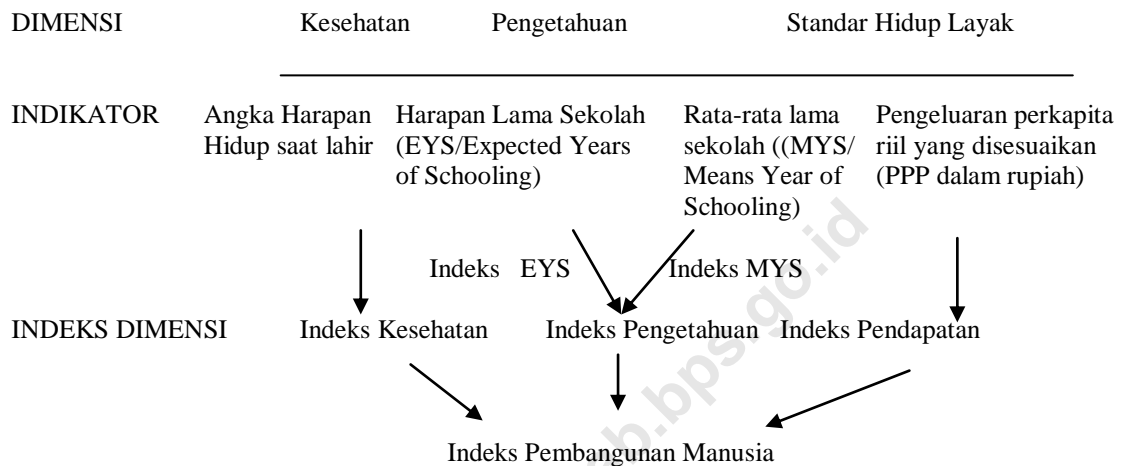 DIMENSI Kesehatan Pengetahuan Standar Hidup Layak
INDIKATOR Angka Harapan Hidup saat lahir
Harapan Lama Sekolah
(EYS/Expected Years
of Schooling)
Rata-rata lama
sekolah ((MYS/
Means Year of
Schooling)
Pengeluaran perkapita
riil yang disesuaikan
(PPP dalam rupiah)
Indeks EYS Indeks MYS
INDEKS DIMENSI Indeks Kesehatan Indeks Pengetahuan Indeks Pendapatan
Indeks Pembangunan Manusia